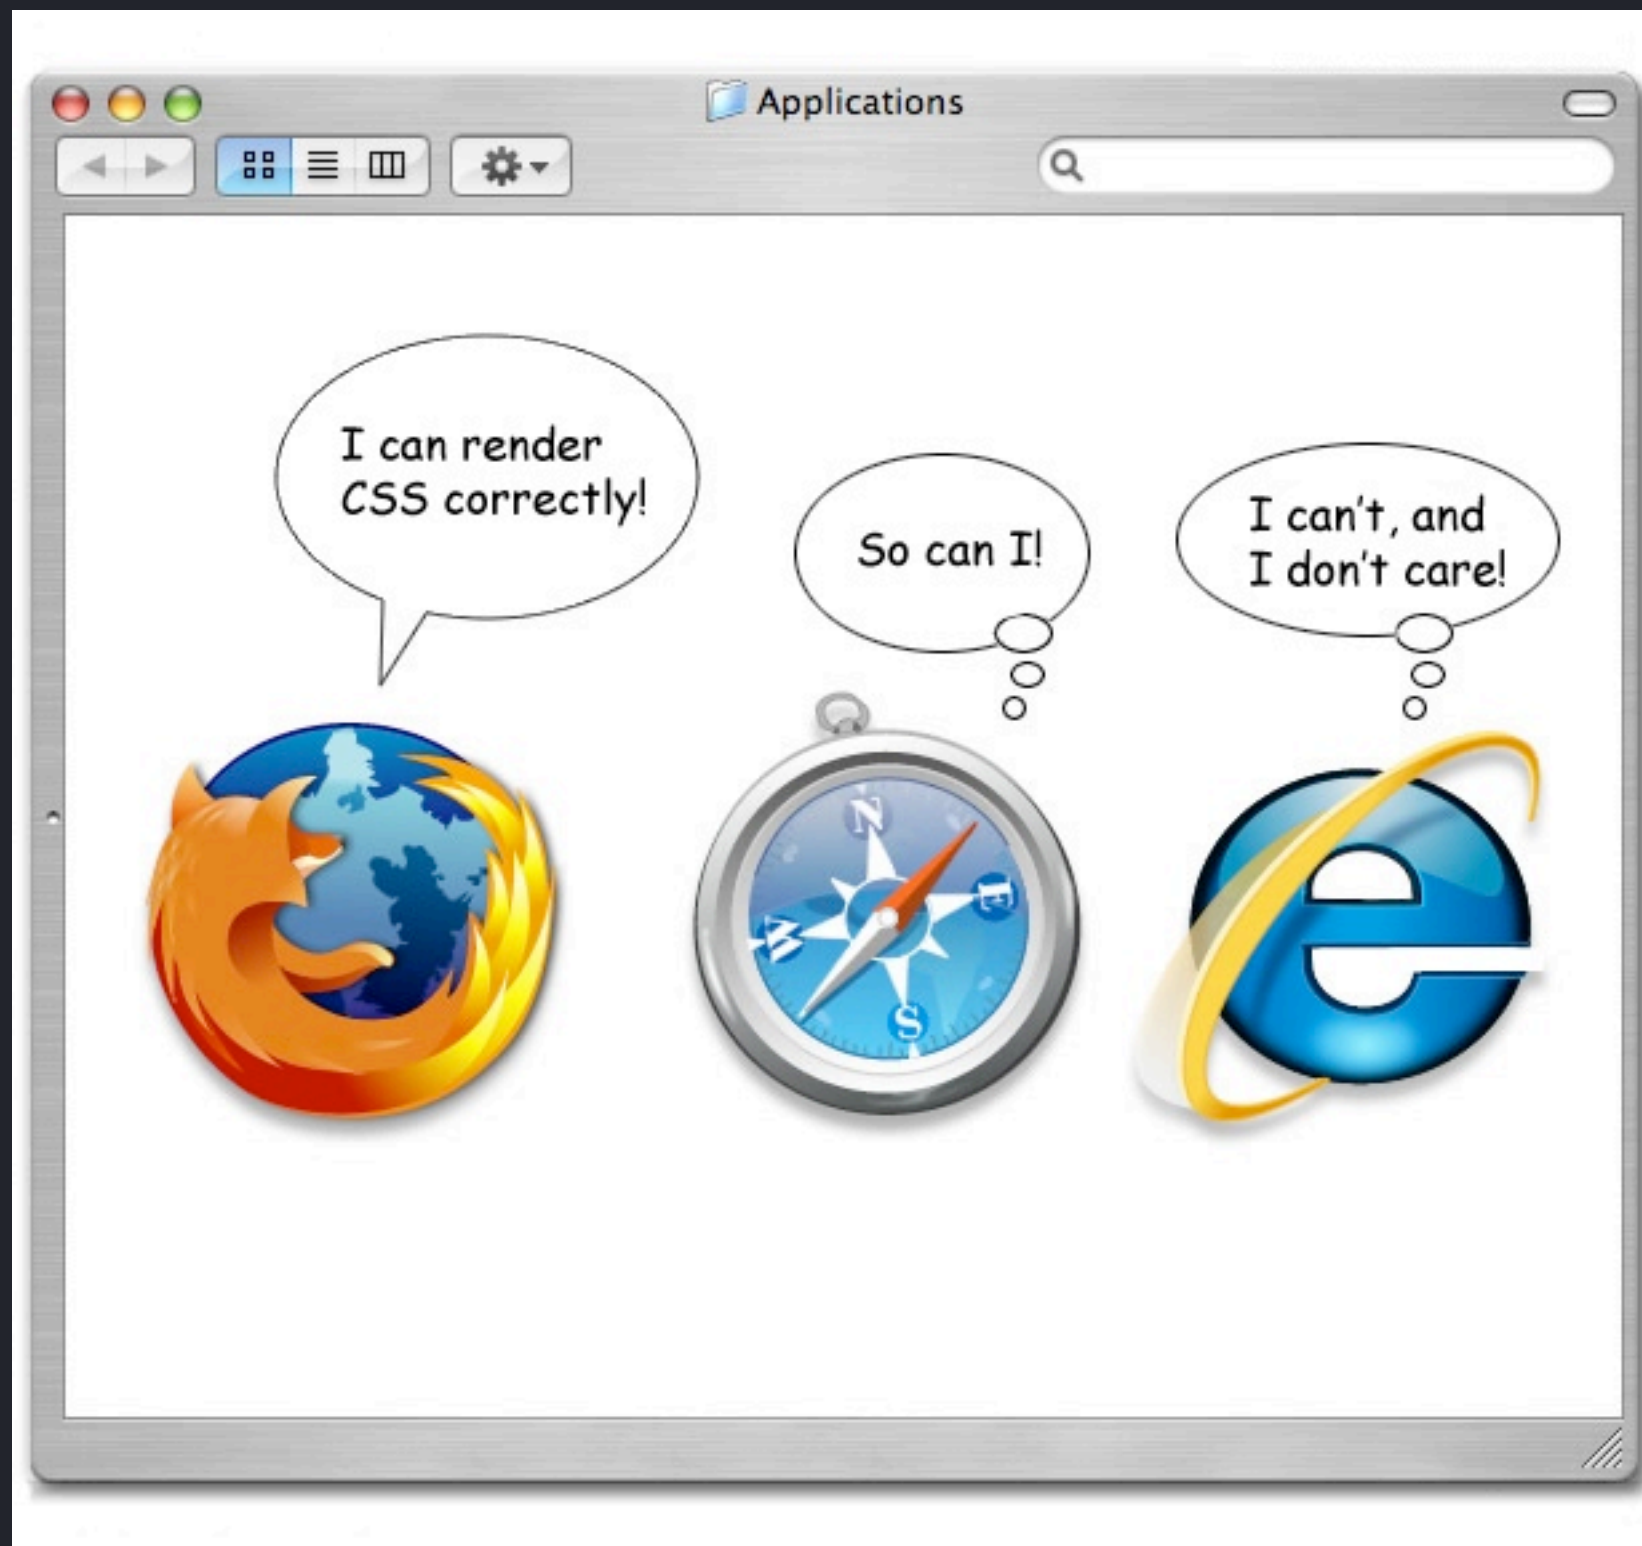 Applications
I can render
CSS correctly!
So can I!
I can't, and
I don't care!
N
E
W
S